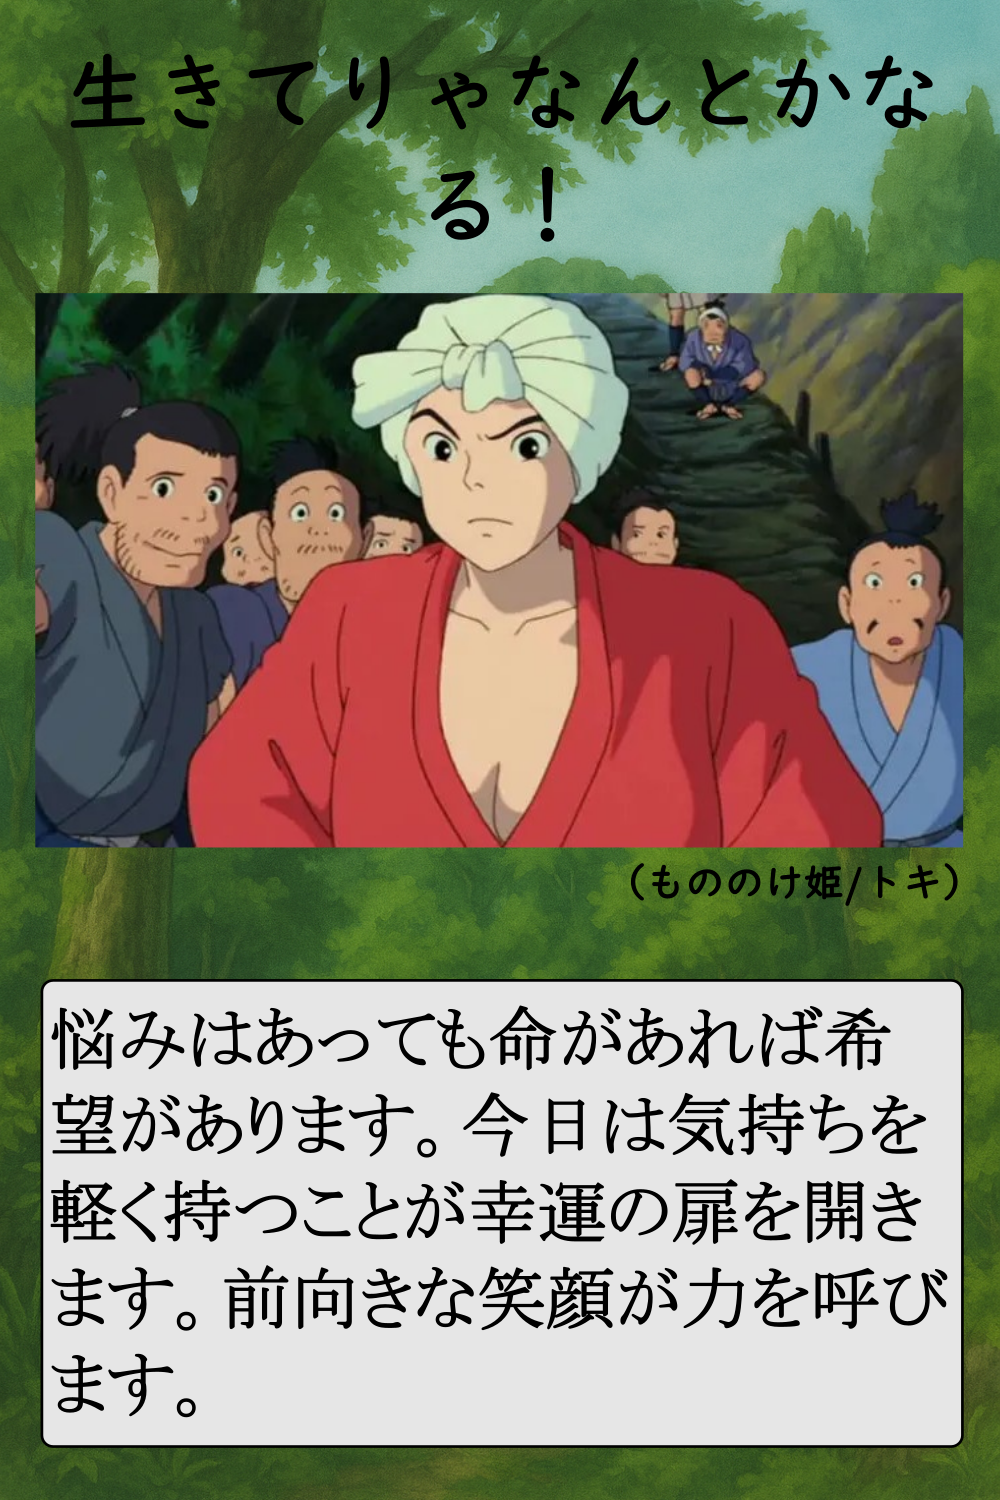 生きてりゃなんとかな
る！
（もののけ姫/トキ）
悩みはあっても命があれば希
望があります。今日は気持ちを
軽く持つことが幸運の扉を開き
ます。前向きな笑顔が力を呼び
ます。